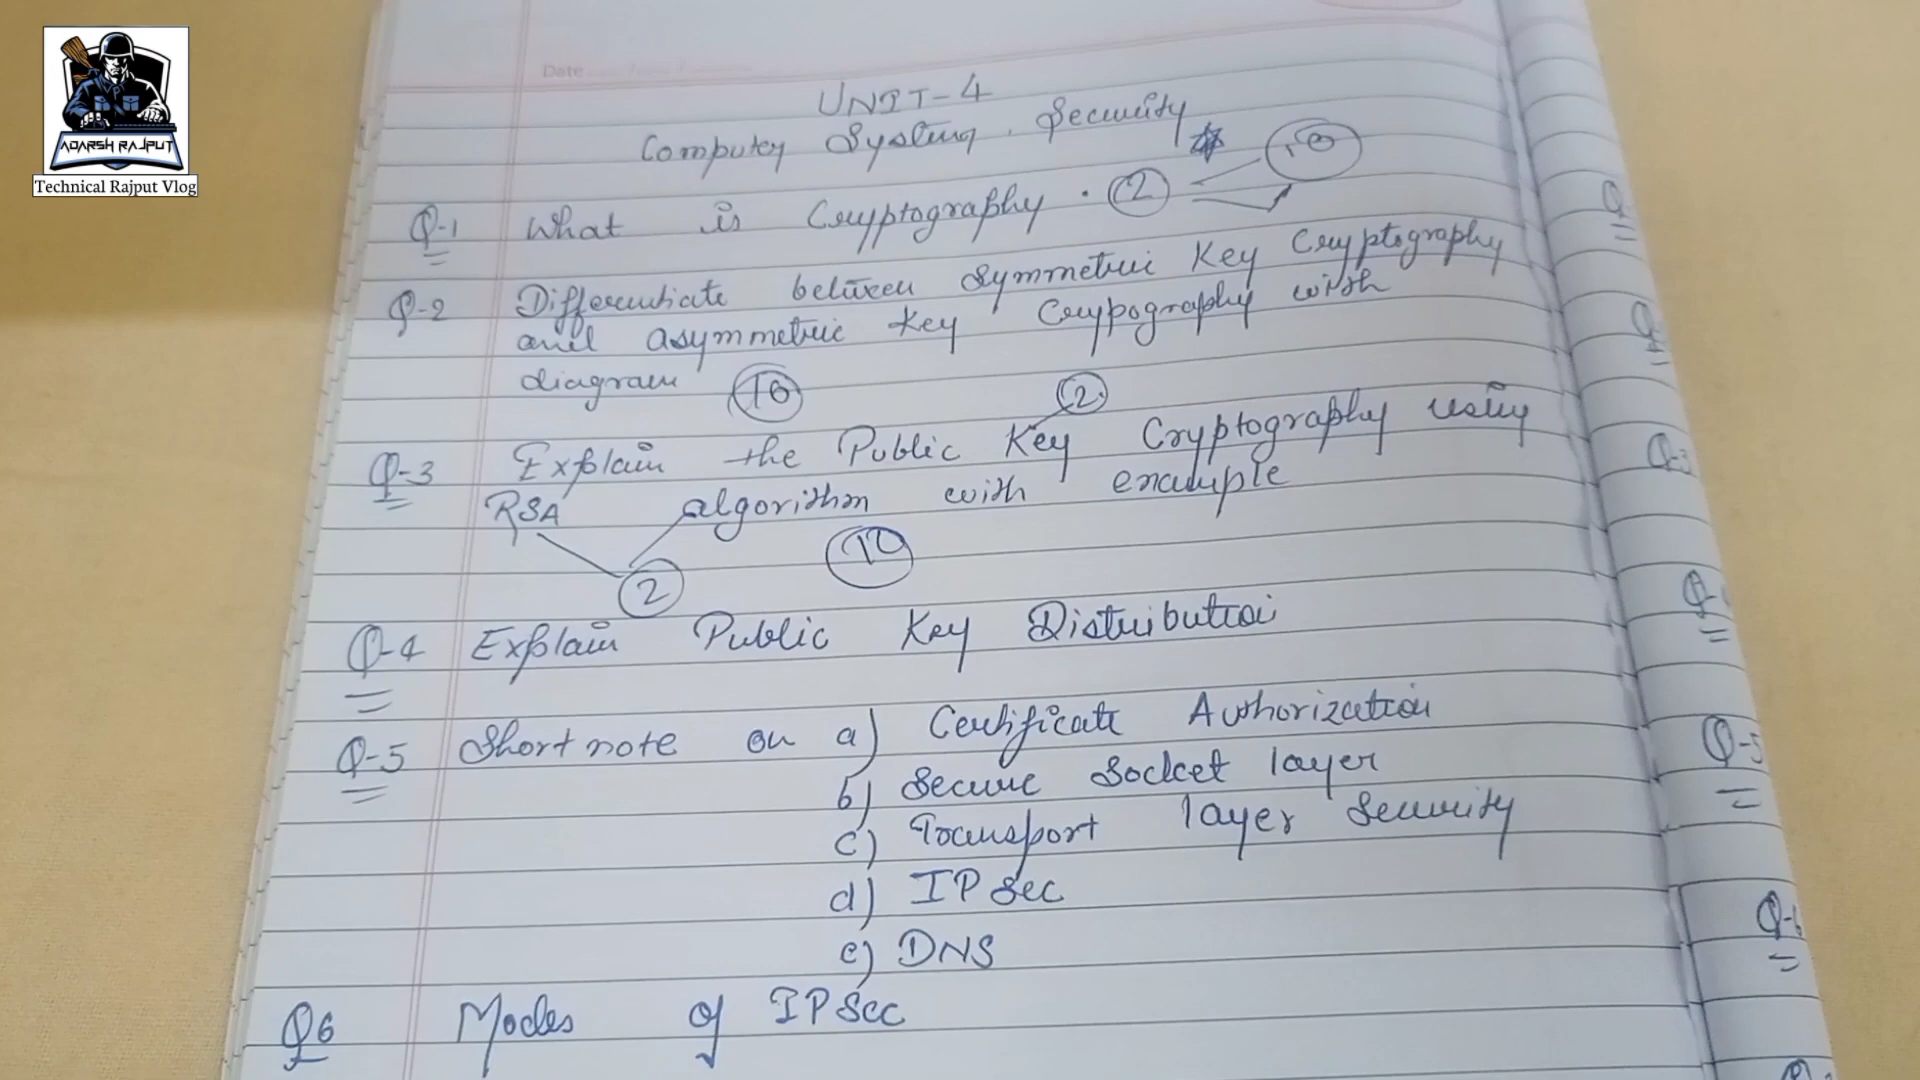 ADARSH RAJPUT
Technical Rajput Vlog
Date
UNIT-4
Computer System Security
Q-1 What is Cryptography. 2 10
Q-2 Differentiate between Symmetric Key Cryptography
and asymmetric Key Crypography with
diagram 10
2
Q-3 Explain the Public Key Cryptography using
RSA algorithm with example
2 10
Q-4 Explain Public Key Distribution
Q-5 Short note on a) Certificate Authorization
b) Secure Socket layer
c) Transport layer Security
d) IP Sec
e) DNS
Q6 Modes of IPSec